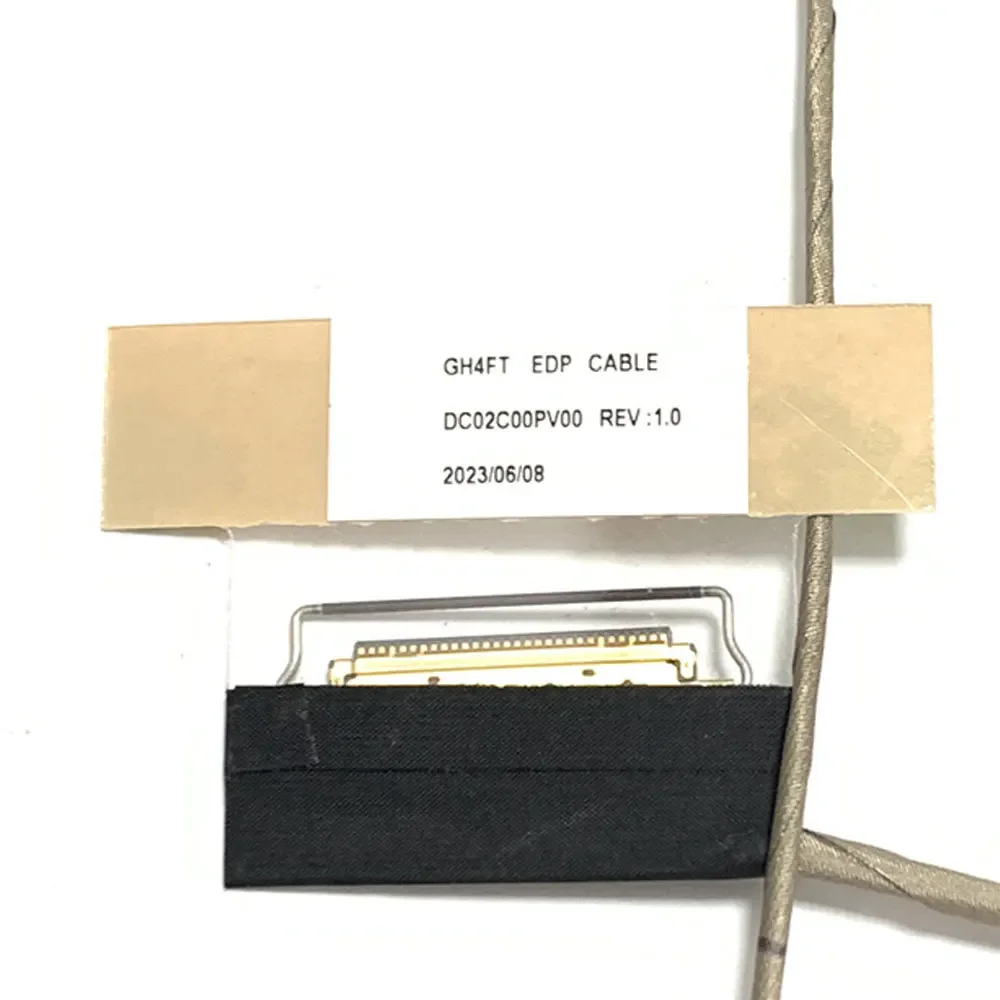 GH4FT EDP CABLE
DC02C00PV00 REV:1.0
2023/06/08